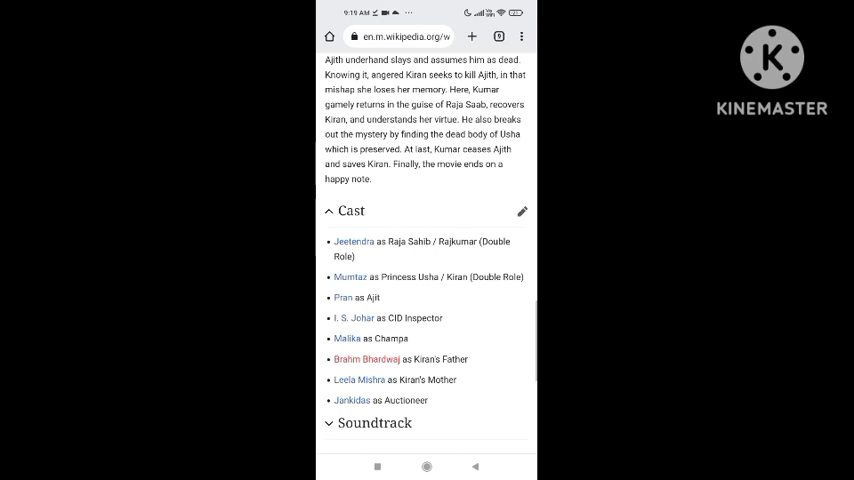 9:19 AM
en.m.wikipedia.org/w
9
Ajith underhand slays and assumes him as dead.
Knowing it, angered Kiran seeks to kill Ajith, in that
mishap she loses her memory. Here, Kumar
gamely returns in the guise of Raja Saab, recovers
Kiran, and understands her virtue. He also breaks
out the mystery by finding the dead body of Usha
which is preserved. At last, Kumar ceases Ajith
and saves Kiran. Finally, the movie ends on a
happy note.
Cast
• Jeetendra as Raja Sahib / Rajkumar (Double
Role)
• Mumtaz as Princess Usha / Kiran (Double Role)
• Pran as Ajit
• I. S. Johar as CID Inspector
• Malika as Champa
• Brahm Bhardwaj as Kiran's Father
• Leela Mishra as Kiran's Mother
• Jankidas as Auctioneer
Soundtrack
KINEMASTER